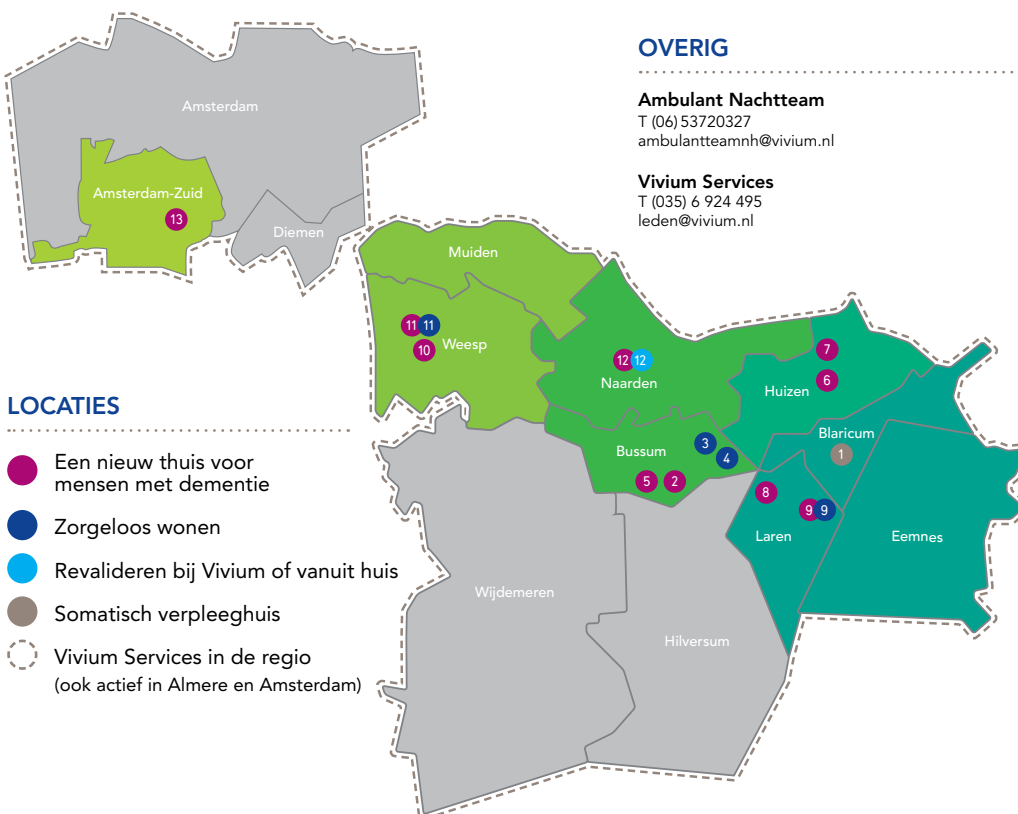 OVERIG
Ambulant Nachtteam
T (06) 53720327
ambulantteamnh@vivium.nl
Vivium Services
T (035) 6 924 495
leden@vivium.nl
Amsterdam
Amsterdam-Zuid
13
Diemen
Muiden
11 11
Weesp
10
12 12
Naarden
7
Huizen
6
Blaricum
1
3
Bussum
4
5 2
8
9 9
Laren
Eemnes
Wijdemeren
Hilversum
LOCATIES
Een nieuw thuis voor
mensen met dementie
Zorgeloos wonen
Revalideren bij Vivium of vanuit huis
Somatisch verpleeghuis
Vivium Services in de regio
(ook actief in Almere en Amsterdam)